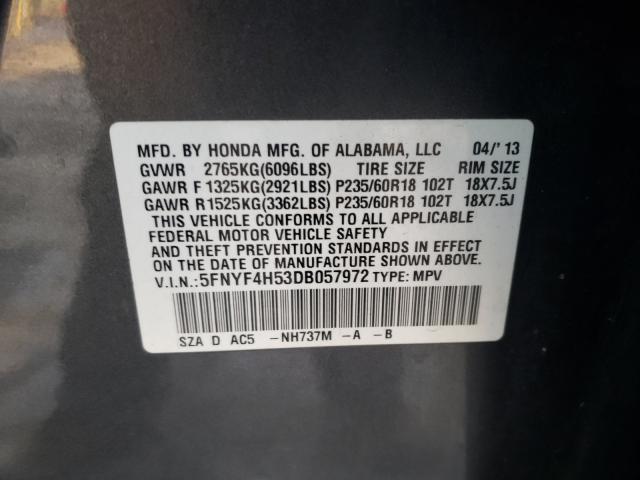 MFD. BY HONDA MFG. OF ALABAMA, LLC 04/'13
GVWR 2765KG(6096LBS) TIRE SIZE RIM SIZE
GAWR F 1325KG(2921LBS) P235/60R18 102T 18X7.5J
GAWR R 1525KG(3362LBS) P235/60R18 102T 18X7.5J
THIS VEHICLE CONFORMS TO ALL APPLICABLE
FEDERAL MOTOR VEHICLE SAFETY
AND THEFT PREVENTION STANDARDS IN EFFECT
ON THE DATE OF MANUFACTURE SHOWN ABOVE.
V.I.N.: 5FNYF4H53DB057972 TYPE: MPV
SZA D AC5 -NH737M -A -B